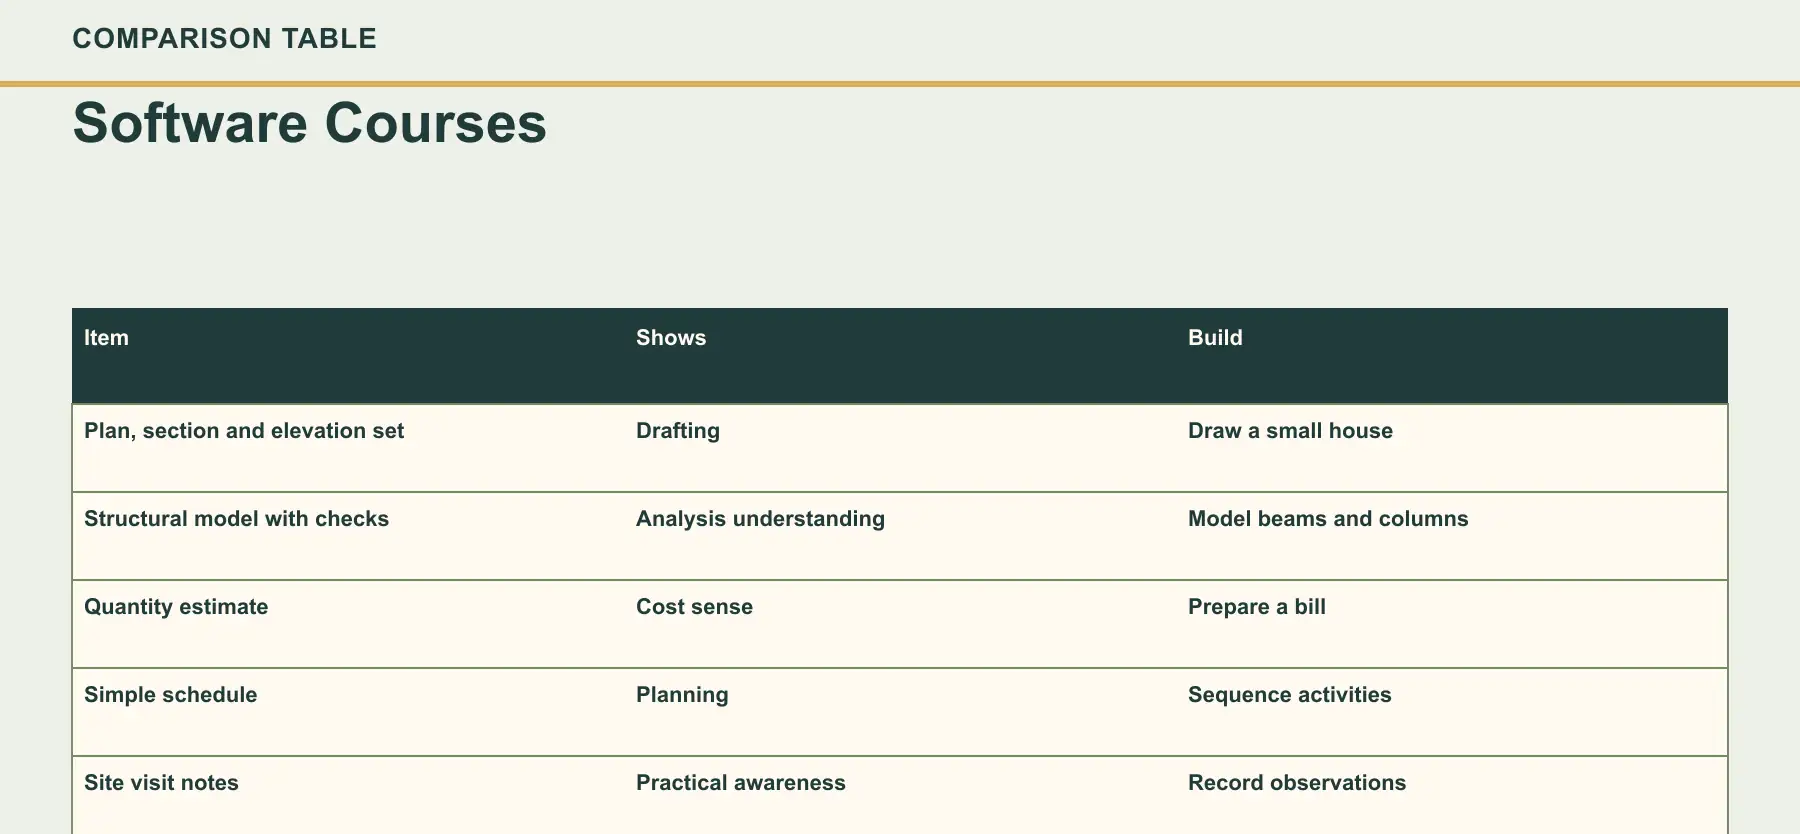 COMPARISON TABLE
Software Courses
Item Shows Build
Plan, section and elevation set Drafting Draw a small house
Structural model with checks Analysis understanding Model beams and columns
Quantity estimate Cost sense Prepare a bill
Simple schedule Planning Sequence activities
Site visit notes Practical awareness Record observations